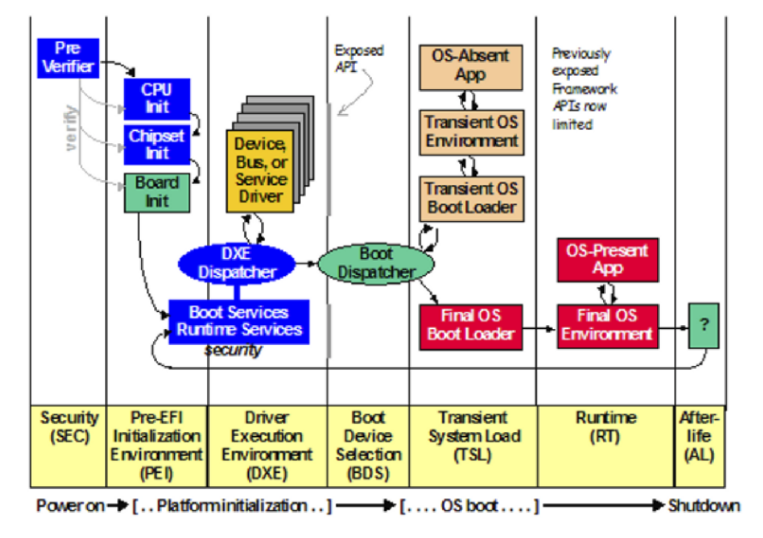 Pre
Verifier
verify
CPU
Init
Chipset
Init
Board
Init
Device,
Bus, or
Service
Driver
Exposed
API
OS-Absent
App
Transient OS
Environment
Transient OS
Boot Loader
Previously
exposed
Framework
APIs now
limited
DXE
Dispatcher
Boot
Dispatcher
OS-Present
App
Boot Services
Runtime Services
security
Final OS
Boot Loader
Final OS
Environment
?
Security
(SEC)
Pre-EFI
Initialization
Environment
(PEI)
Driver
Execution
Environment
(DXE)
Boot
Device
Selection
(BDS)
Transient
System Load
(TSL)
Runtime
(RT)
After-
life
(AL)
Power on [. . Platform initialization . .] [. . . . OS boot . . . .] Shutdown